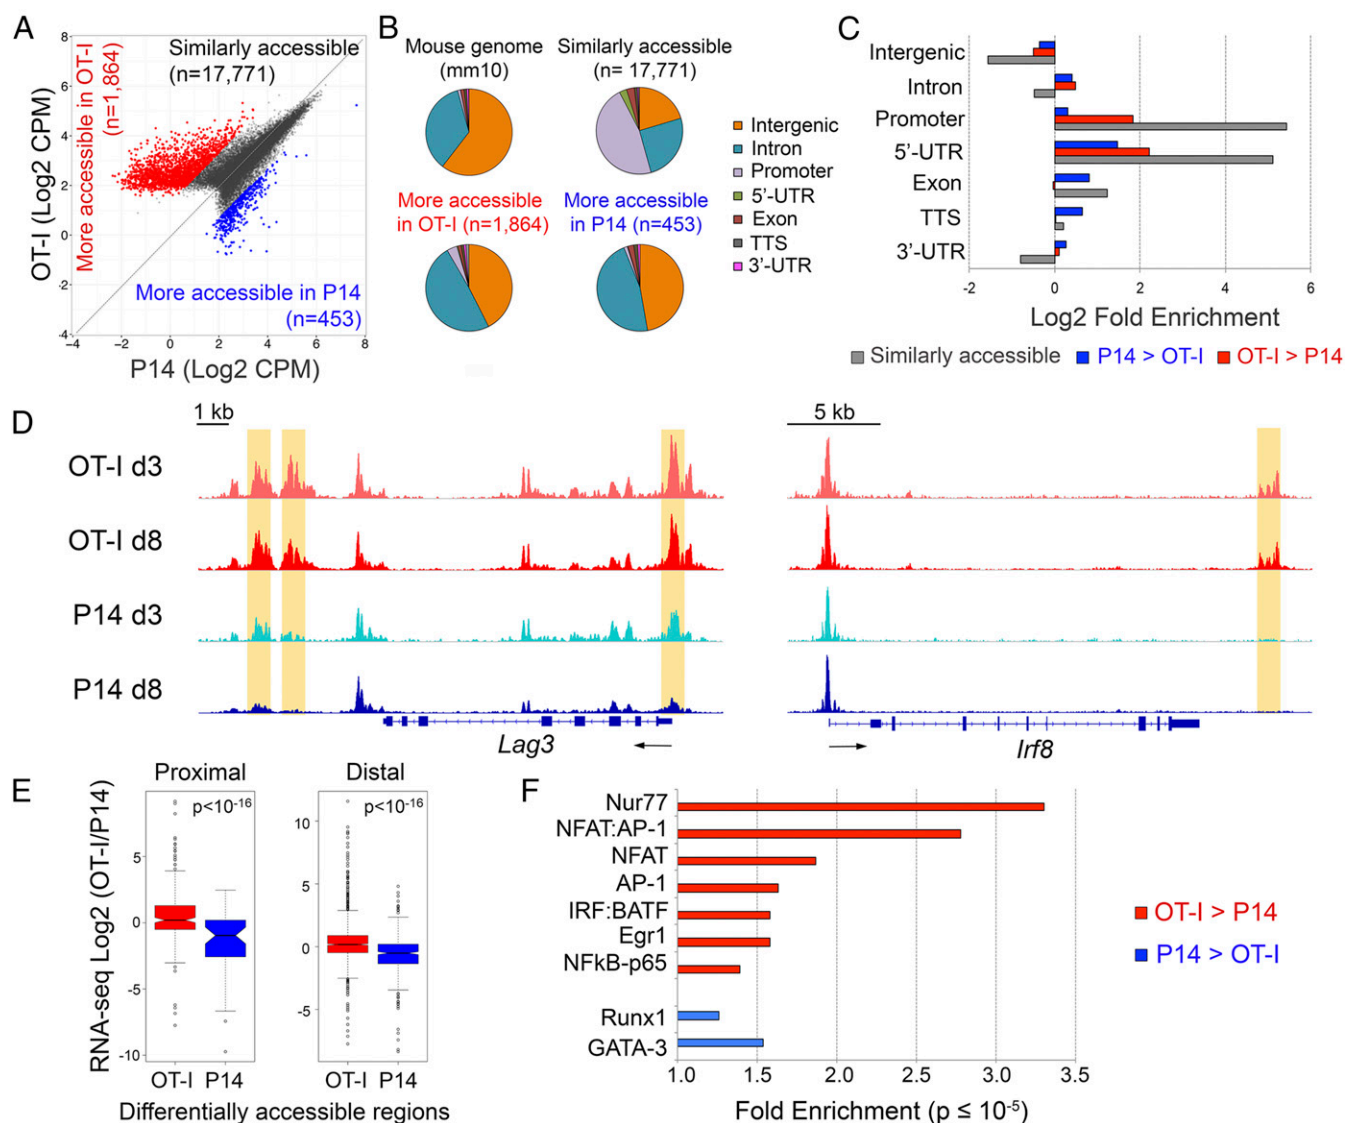 A
OT-I (Log2 CPM)
More accessible in OT-I
(n=1,864)
Similarly accessible
(n=17,771)
More accessible in P14
(n=453)
8
6
4
2
0
-2
-4
-4
-2
0
2
4
6
8
P14 (Log2 CPM)
B
Mouse genome
(mm10)
Similarly accessible
(n= 17,771)
More accessible
in OT-I (n=1,864)
More accessible
in P14 (n=453)
Intergenic
Intron
Promoter
5'-UTR
Exon
TTS
3'-UTR
C
Intergenic
Intron
Promoter
5'-UTR
Exon
TTS
3'-UTR
-2 0 2 4 6
Log2 Fold Enrichment
Similarly accessible P14 > OT-I OT-I > P14
D
1 kb
5 kb
OT-I d3
OT-I d8
P14 d3
P14 d8
Lag3
Irf8
E
RNA-seq Log2 (OT-I/P14)
Proximal
p<10-16
5
0
-5
-10
OT-I P14
Distal
p<10-16
10
5
0
-5
OT-I P14
Differentially accessible regions
F
Nur77
NFAT:AP-1
NFAT
AP-1
IRF:BATF
Egr1
NFkB-p65
Runx1
GATA-3
1.0 1.5 2.0 2.5 3.0 3.5
Fold Enrichment (p ≤ 10-5)
OT-I > P14
P14 > OT-I